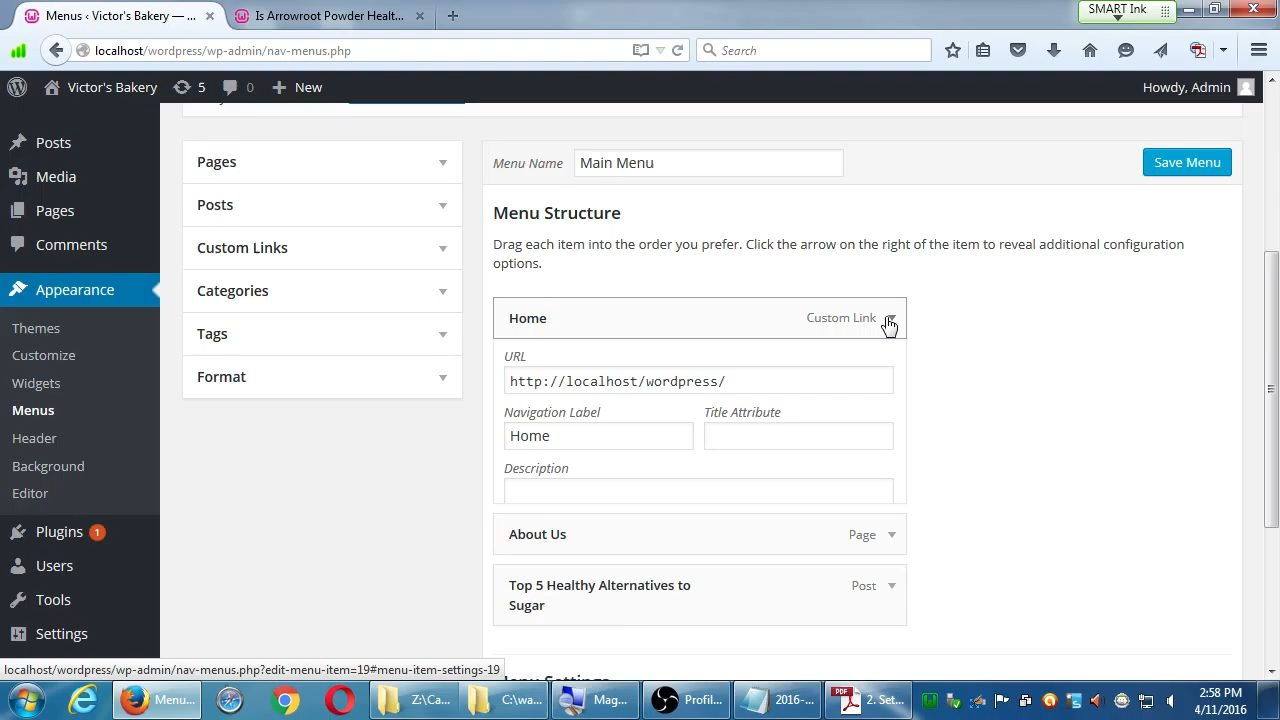 Menus ‹ Victor's Bakery — ...
Is Arrowroot Powder Healt...
SMART Ink
localhost/wordpress/wp-admin/nav-menus.php
Search
Victor's Bakery
5
0
New
Howdy, Admin
Posts
Media
Pages
Comments
Appearance
Themes
Customize
Widgets
Menus
Header
Background
Editor
Plugins 1
Users
Tools
Settings
Pages
Posts
Custom Links
Categories
Tags
Format
Menu Name
Main Menu
Save Menu
Menu Structure
Drag each item into the order you prefer. Click the arrow on the right of the item to reveal additional configuration
options.
Home
Custom Link
URL
http://localhost/wordpress/
Navigation Label
Title Attribute
Home
Description
About Us
Page
Top 5 Healthy Alternatives to
Sugar
Post
Menu Settings
localhost/wordpress/wp-admin/nav-menus.php?edit-menu-item=19#menu-item-settings-19
Menu...
Z:\Ca...
C:\wa...
Mag...
Profil...
2016-...
PDF
2. Set...
2:58 PM
4/11/2016